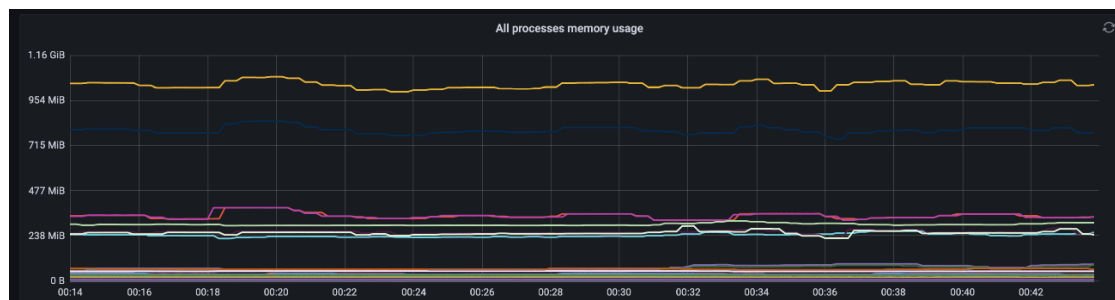 All processes memory usage
1.16 GiB
954 MiB
715 MiB
477 MiB
238 MiB
0 B
00:14 00:16 00:18 00:20 00:22 00:24 00:26 00:28 00:30 00:32 00:34 00:36 00:38 00:40 00:42